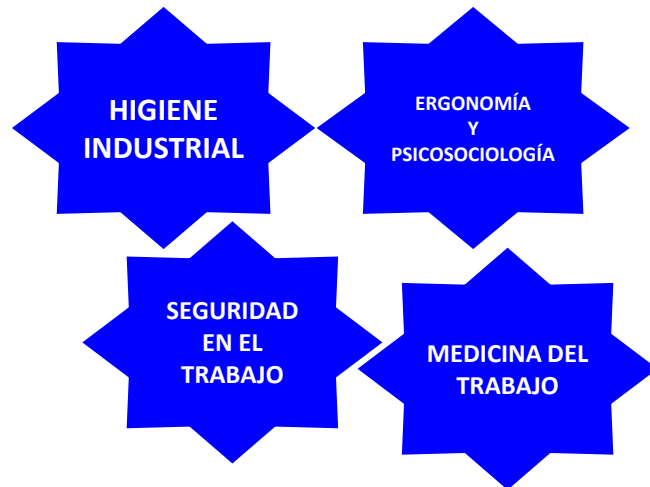 HIGIENE
INDUSTRIAL
ERGONOMÍA
Y
PSICOSOCIOLOGÍA
SEGURIDAD
EN EL
TRABAJO
MEDICINA DEL
TRABAJO